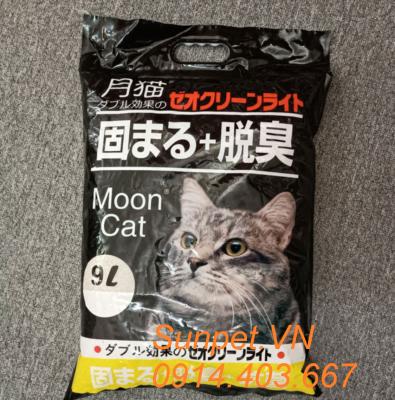 月猫
ダブル効果のゼオクリーンライト
固まる+脱臭
Moon®
Cat
9ℓ
Sunpet.VN
ダブル効果のゼオクリーンライト
固まる+脱臭
0914.403.667